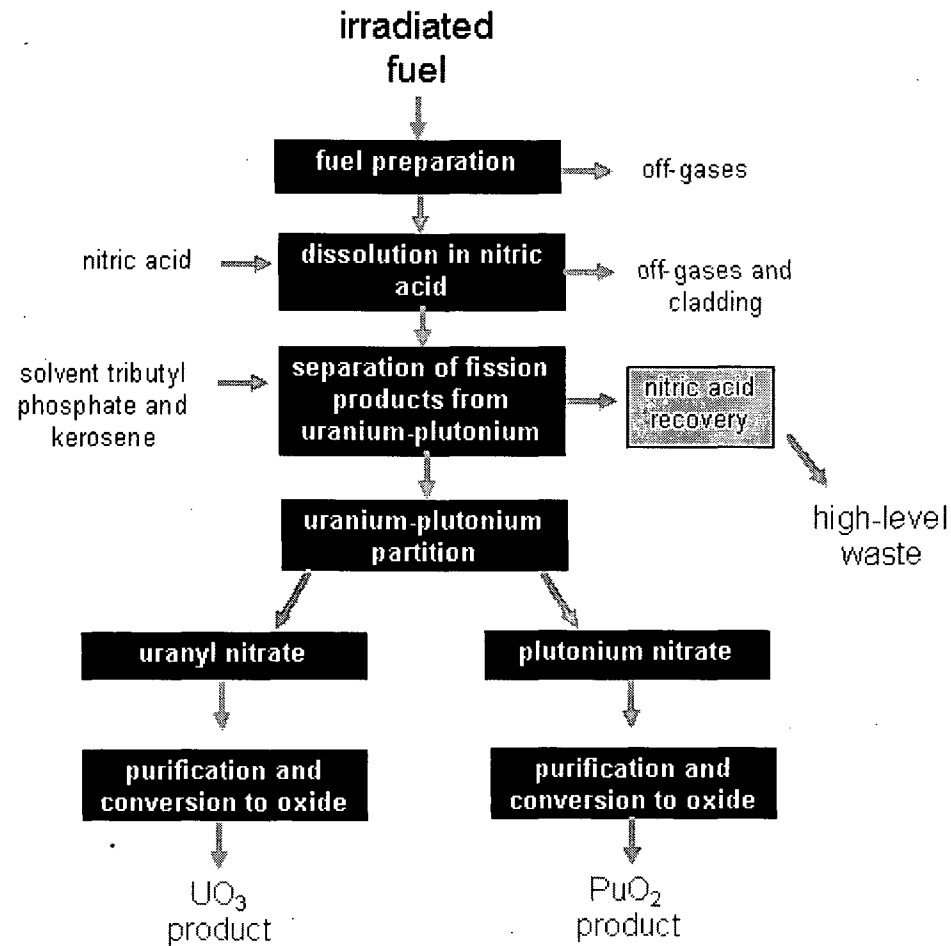 irradiated
fuel
fuel preparation
off-gases
nitric acid
dissolution in nitric
acid
off-gases and
cladding
solvent tributyl
phosphate and
kerosene
separation of fission
products from
uranium-plutonium
nitric acid
recovery
high-level
waste
uranium-plutonium
partition
uranyl nitrate
plutonium nitrate
purification and
conversion to oxide
purification and
conversion to oxide
UO₃
product
PuO₂
product